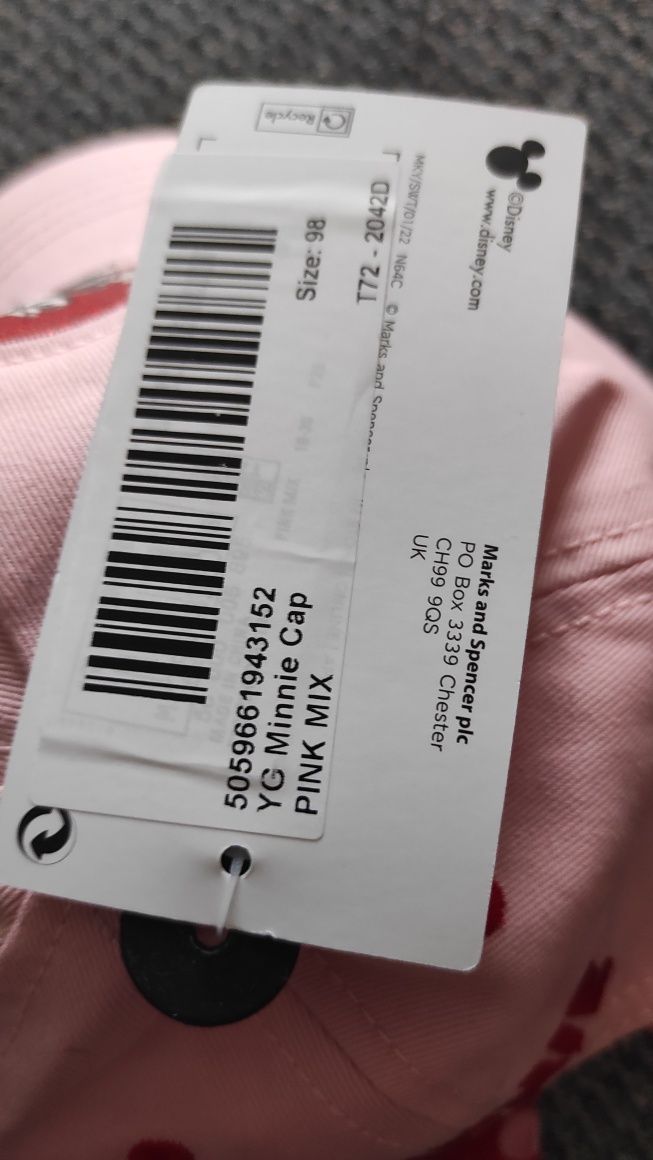 Recycle
5059661943152
YG Minnie Cap
PINK MIX
Size: 98
T72 - 2042D
MKY/SWT/01/22 N64C © Marks and Spencer
©Disney
www.disney.com
Marks and Spencer plc
PO Box 3339 Chester
CH99 9QS
UK